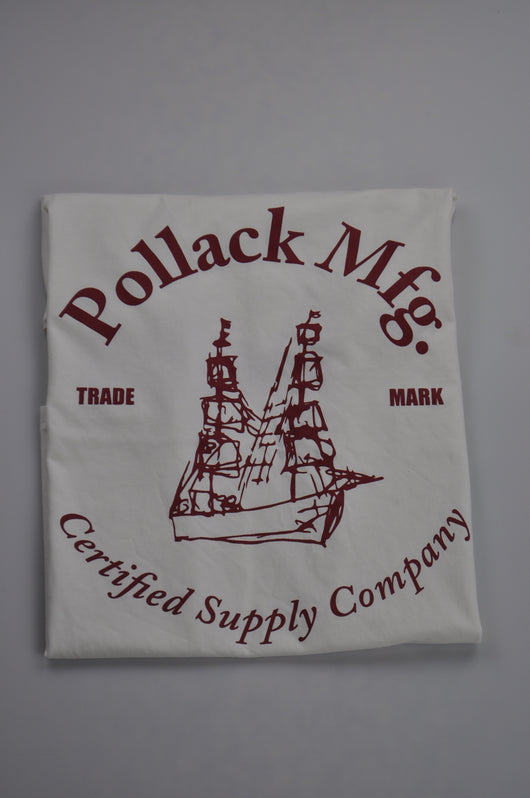 Pollack Mfg.
TRADE MARK
Certified Supply Company